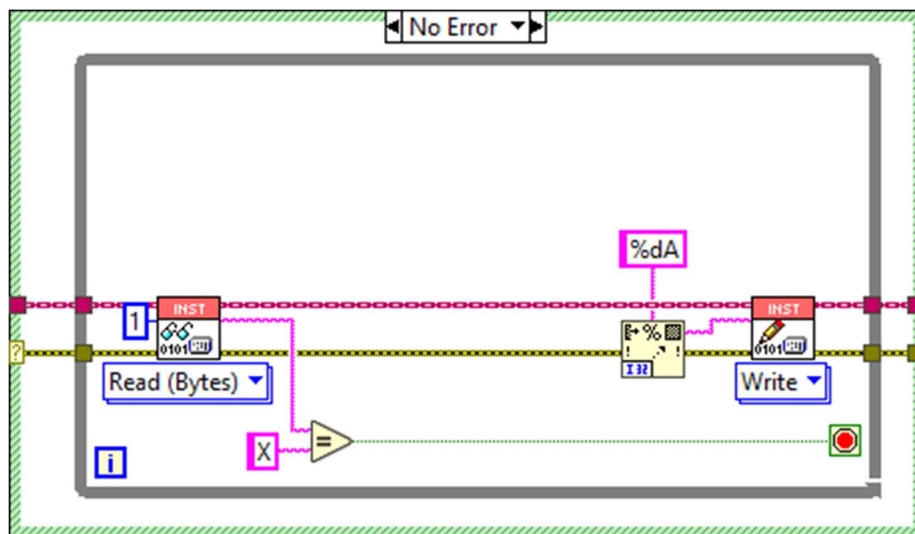 No Error
%dA
INST
INST
1
0101
%
0101
?
I32
Read (Bytes)
Write
X
=
i